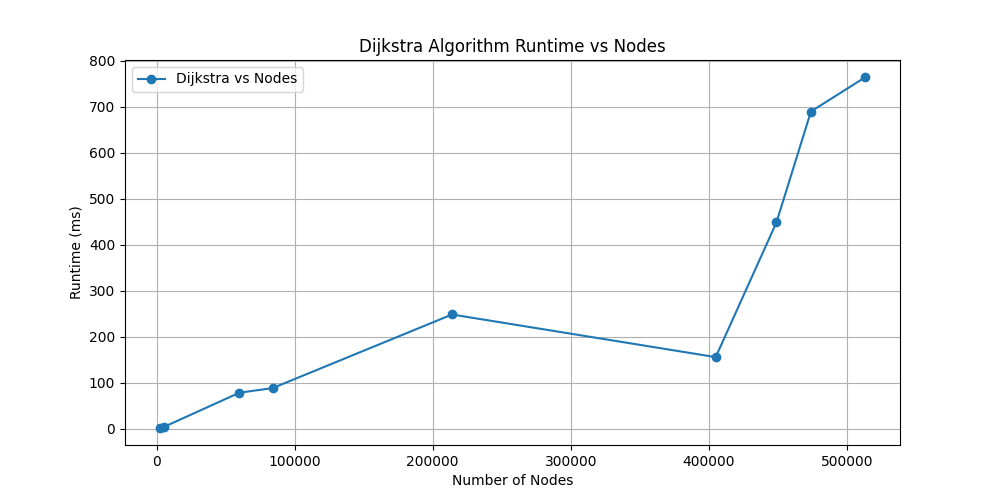 Dijkstra Algorithm Runtime vs Nodes
Dijkstra vs Nodes
800
700
600
500
400
300
200
100
0
Runtime (ms)
0 100000 200000 300000 400000 500000
Number of Nodes